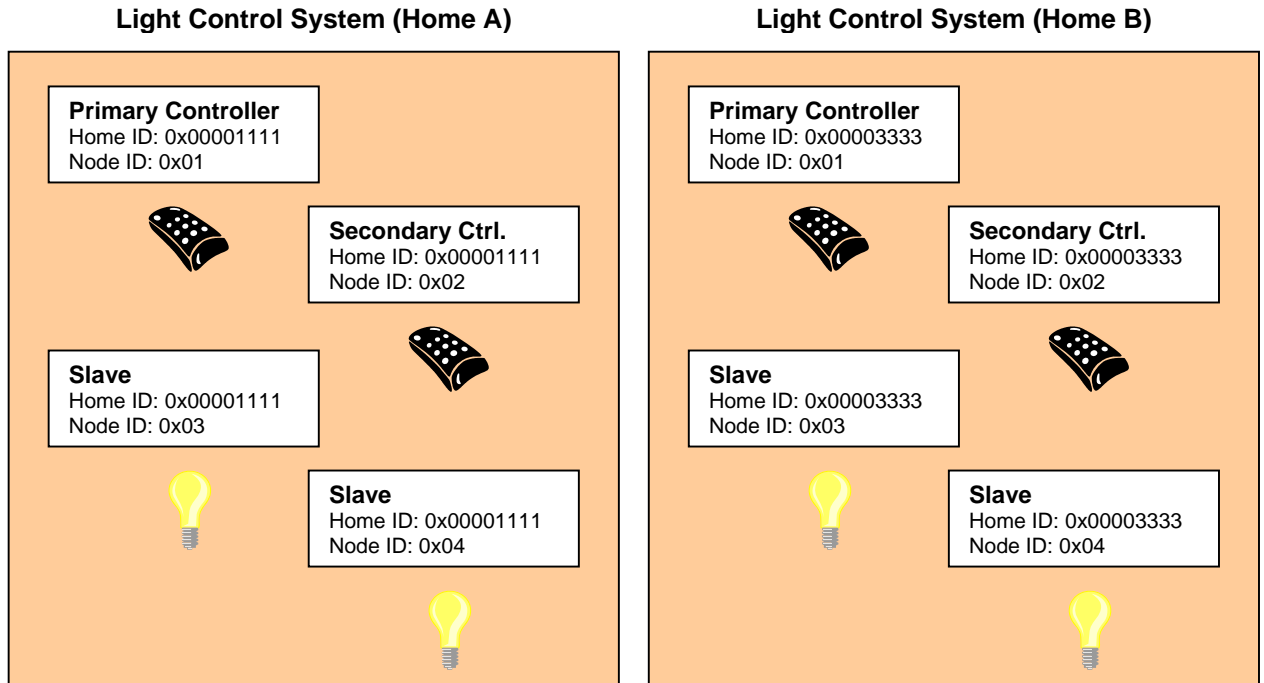 Light Control System (Home A)
Primary Controller
Home ID: 0x00001111
Node ID: 0x01
Secondary Ctrl.
Home ID: 0x00001111
Node ID: 0x02
Slave
Home ID: 0x00001111
Node ID: 0x03
Slave
Home ID: 0x00001111
Node ID: 0x04
Light Control System (Home B)
Primary Controller
Home ID: 0x00003333
Node ID: 0x01
Secondary Ctrl.
Home ID: 0x00003333
Node ID: 0x02
Slave
Home ID: 0x00003333
Node ID: 0x03
Slave
Home ID: 0x00003333
Node ID: 0x04